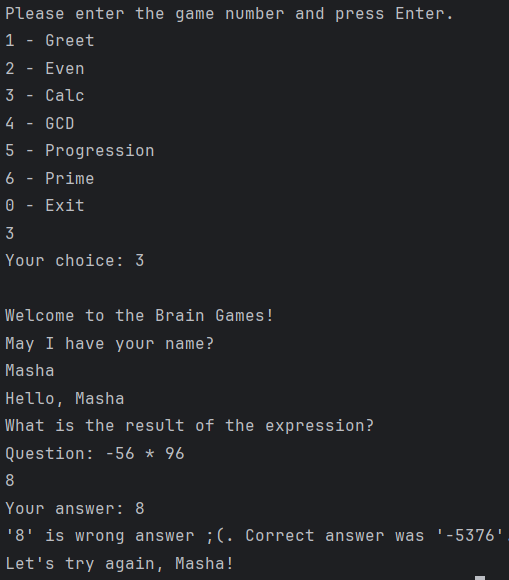 Please enter the game number and press Enter.
1 - Greet
2 - Even
3 - Calc
4 - GCD
5 - Progression
6 - Prime
0 - Exit
3
Your choice: 3
Welcome to the Brain Games!
May I have your name?
Masha
Hello, Masha
What is the result of the expression?
Question: -56 * 96
8
Your answer: 8
'8' is wrong answer ;(. Correct answer was '-5376'.
Let's try again, Masha!